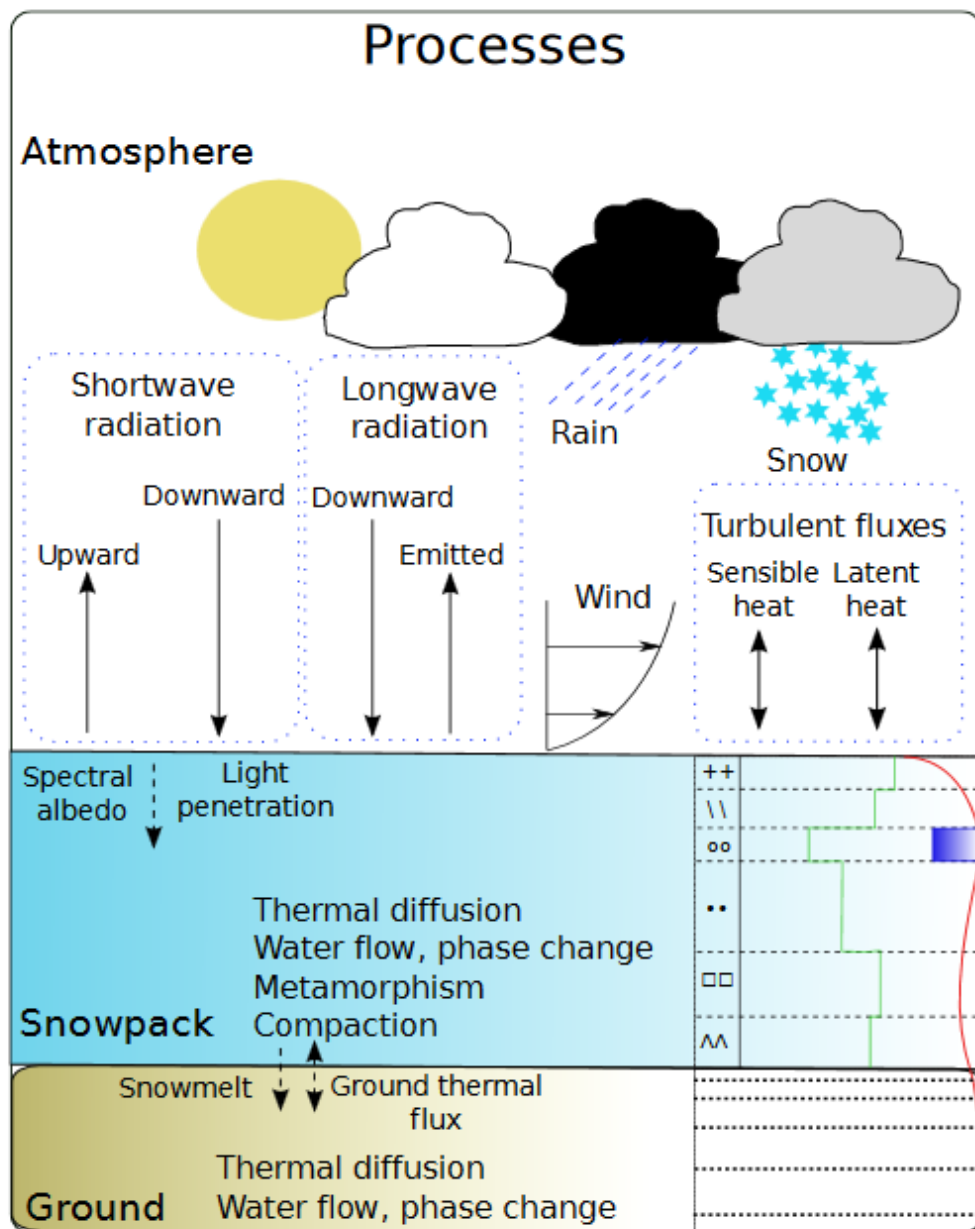 Processes
Atmosphere
Shortwave
radiation
Longwave
radiation
Rain
Snow
Downward
Upward
Downward
Emitted
Wind
Turbulent fluxes
Sensible
heat
Latent
heat
Spectral
albedo
Light
penetration
++
\\
oo
••
□□
ΛΛ
Thermal diffusion
Water flow, phase change
Metamorphism
Compaction
Snowpack
Snowmelt
Ground thermal
flux
Thermal diffusion
Water flow, phase change
Ground